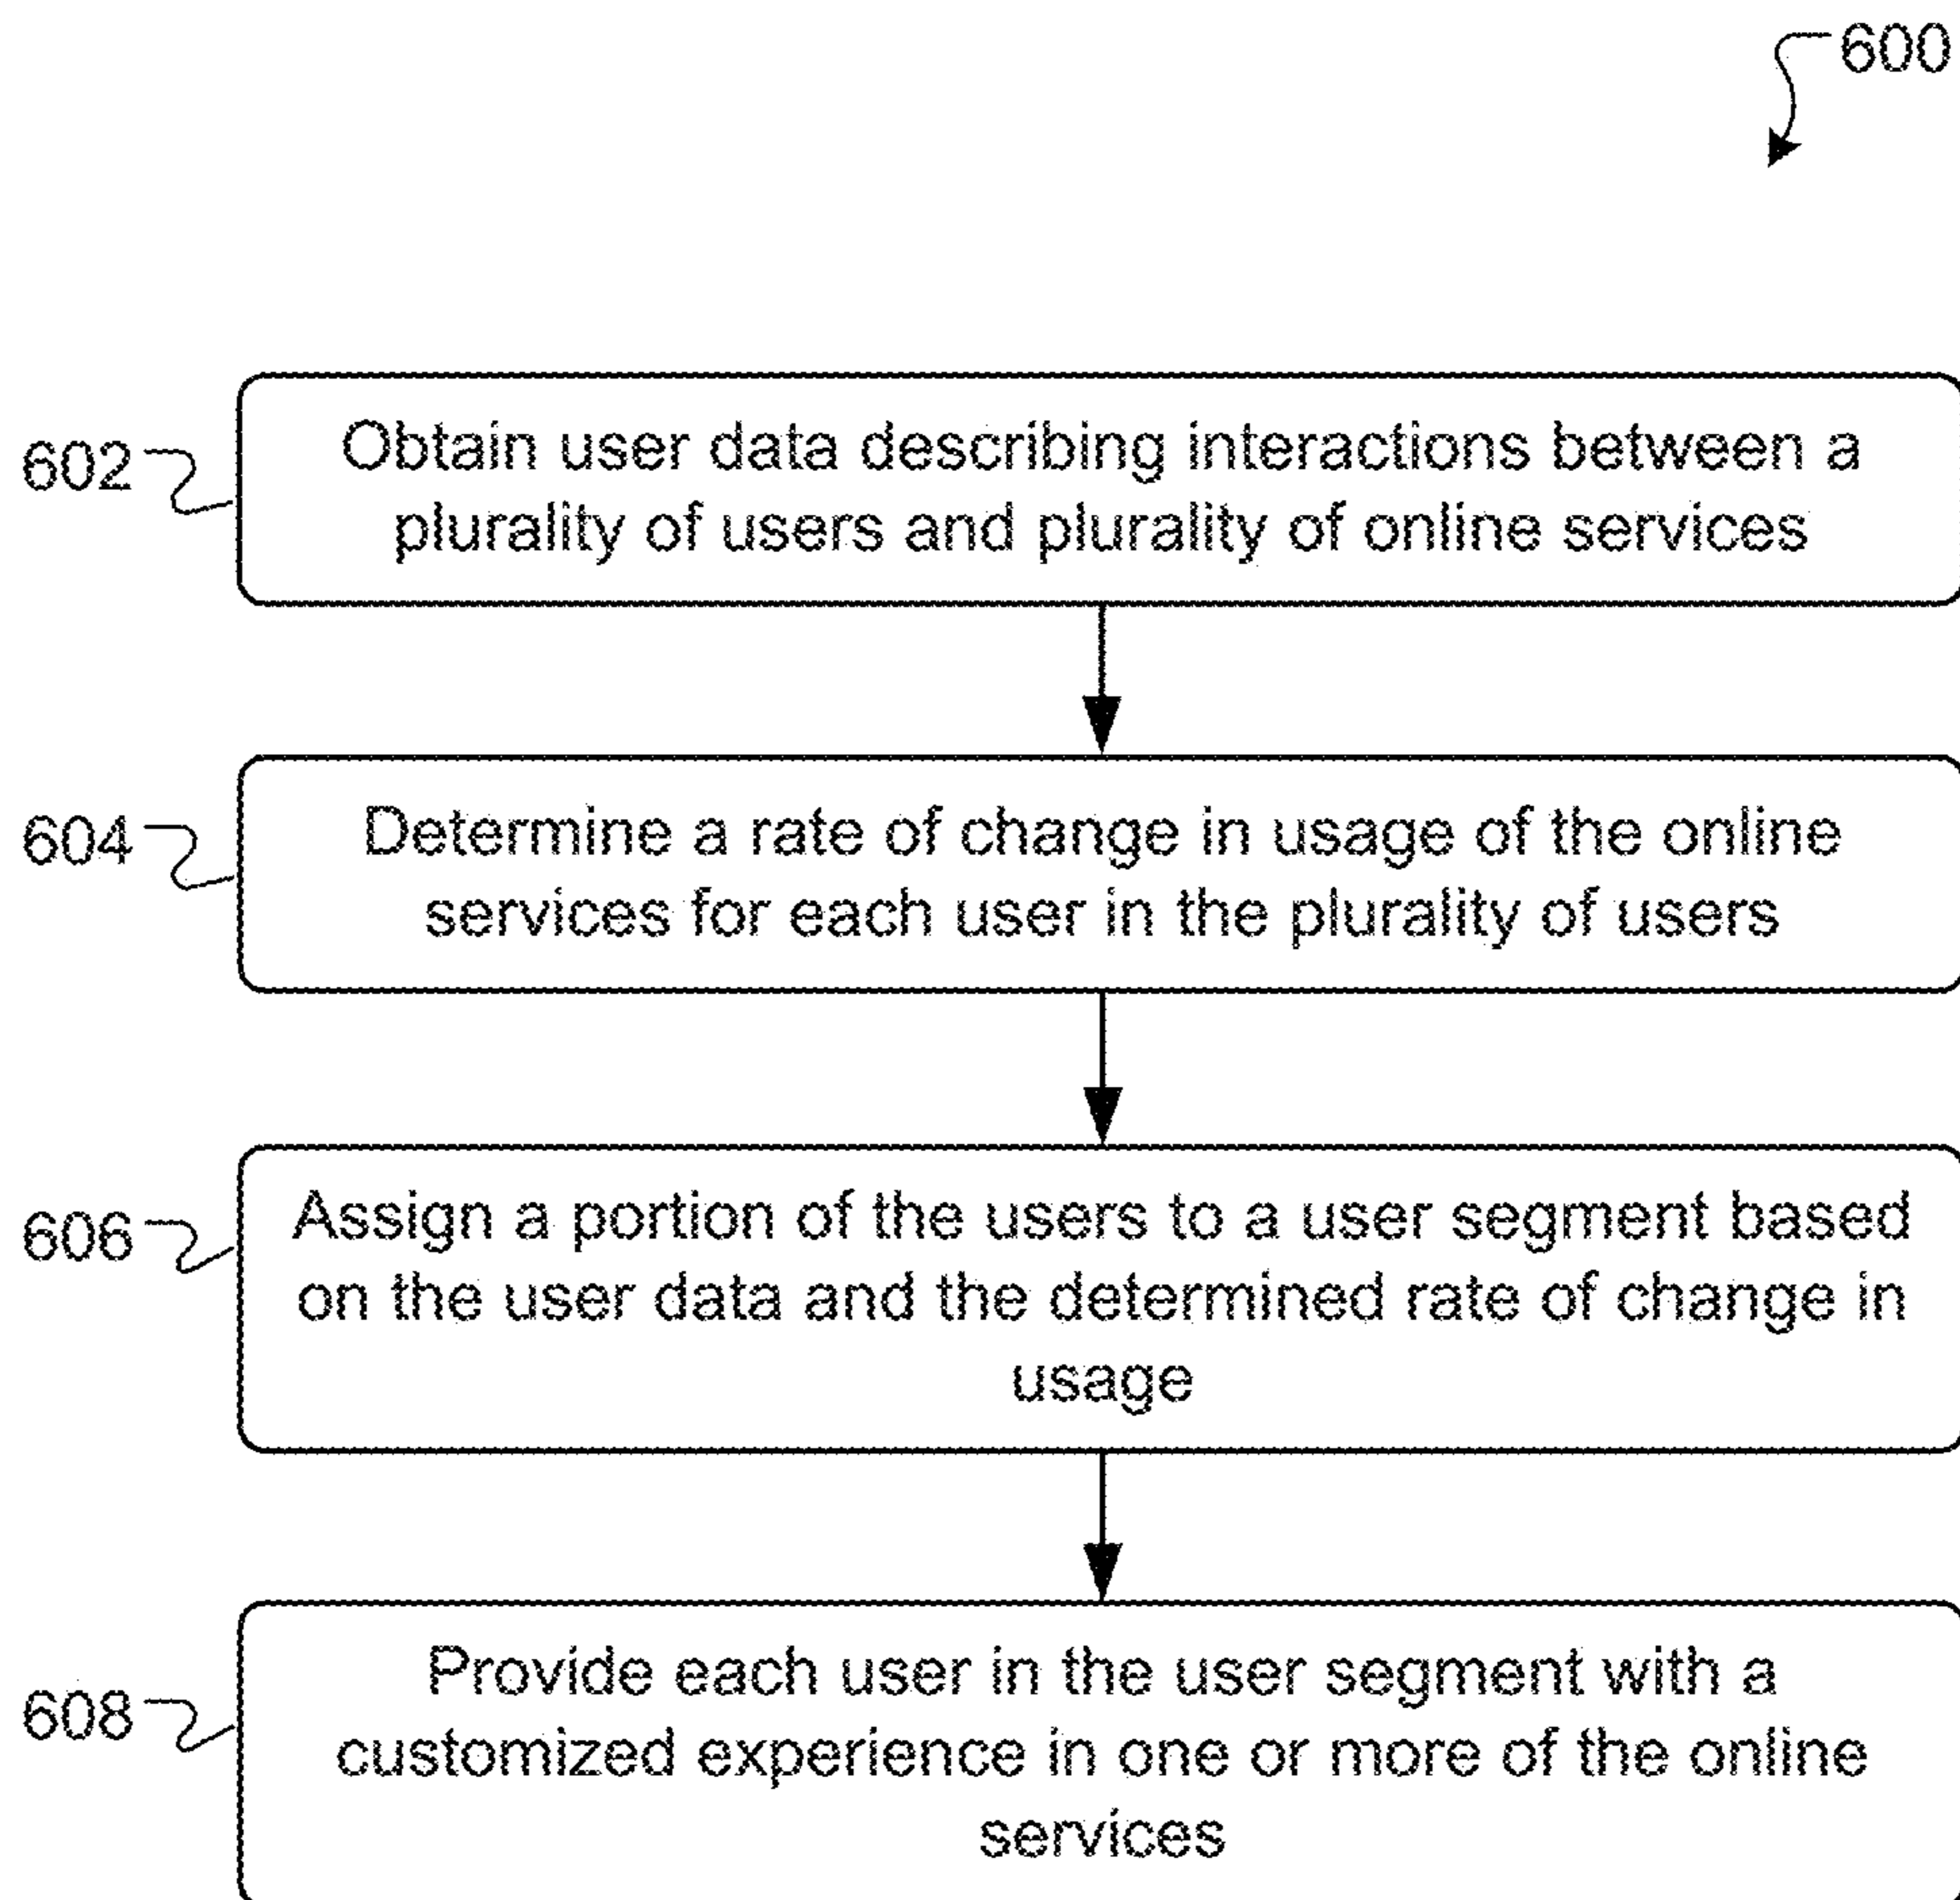 600
602
Obtain user data describing interactions between a
plurality of users and plurality of online services
604
Determine a rate of change in usage of the online
services for each user in the plurality of users
606
Assign a portion of the users to a user segment based
on the user data and the determined rate of change in
usage
608
Provide each user in the user segment with a
customized experience in one or more of the online
services